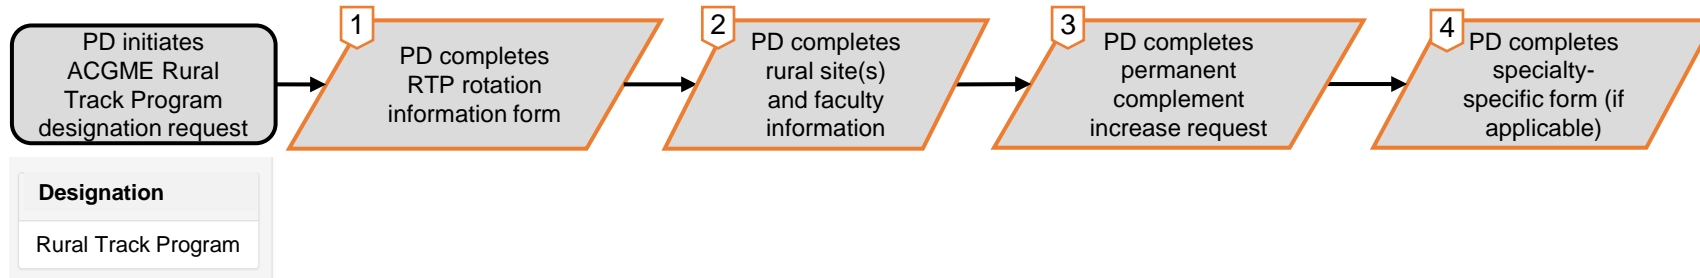 PD initiates
ACGME Rural
Track Program
designation request
1
PD completes
RTP rotation
information form
2
PD completes
rural site(s)
and faculty
information
3
PD completes
permanent
complement
increase request
4
PD completes
specialty-
specific form (if
applicable)
Designation
Rural Track Program